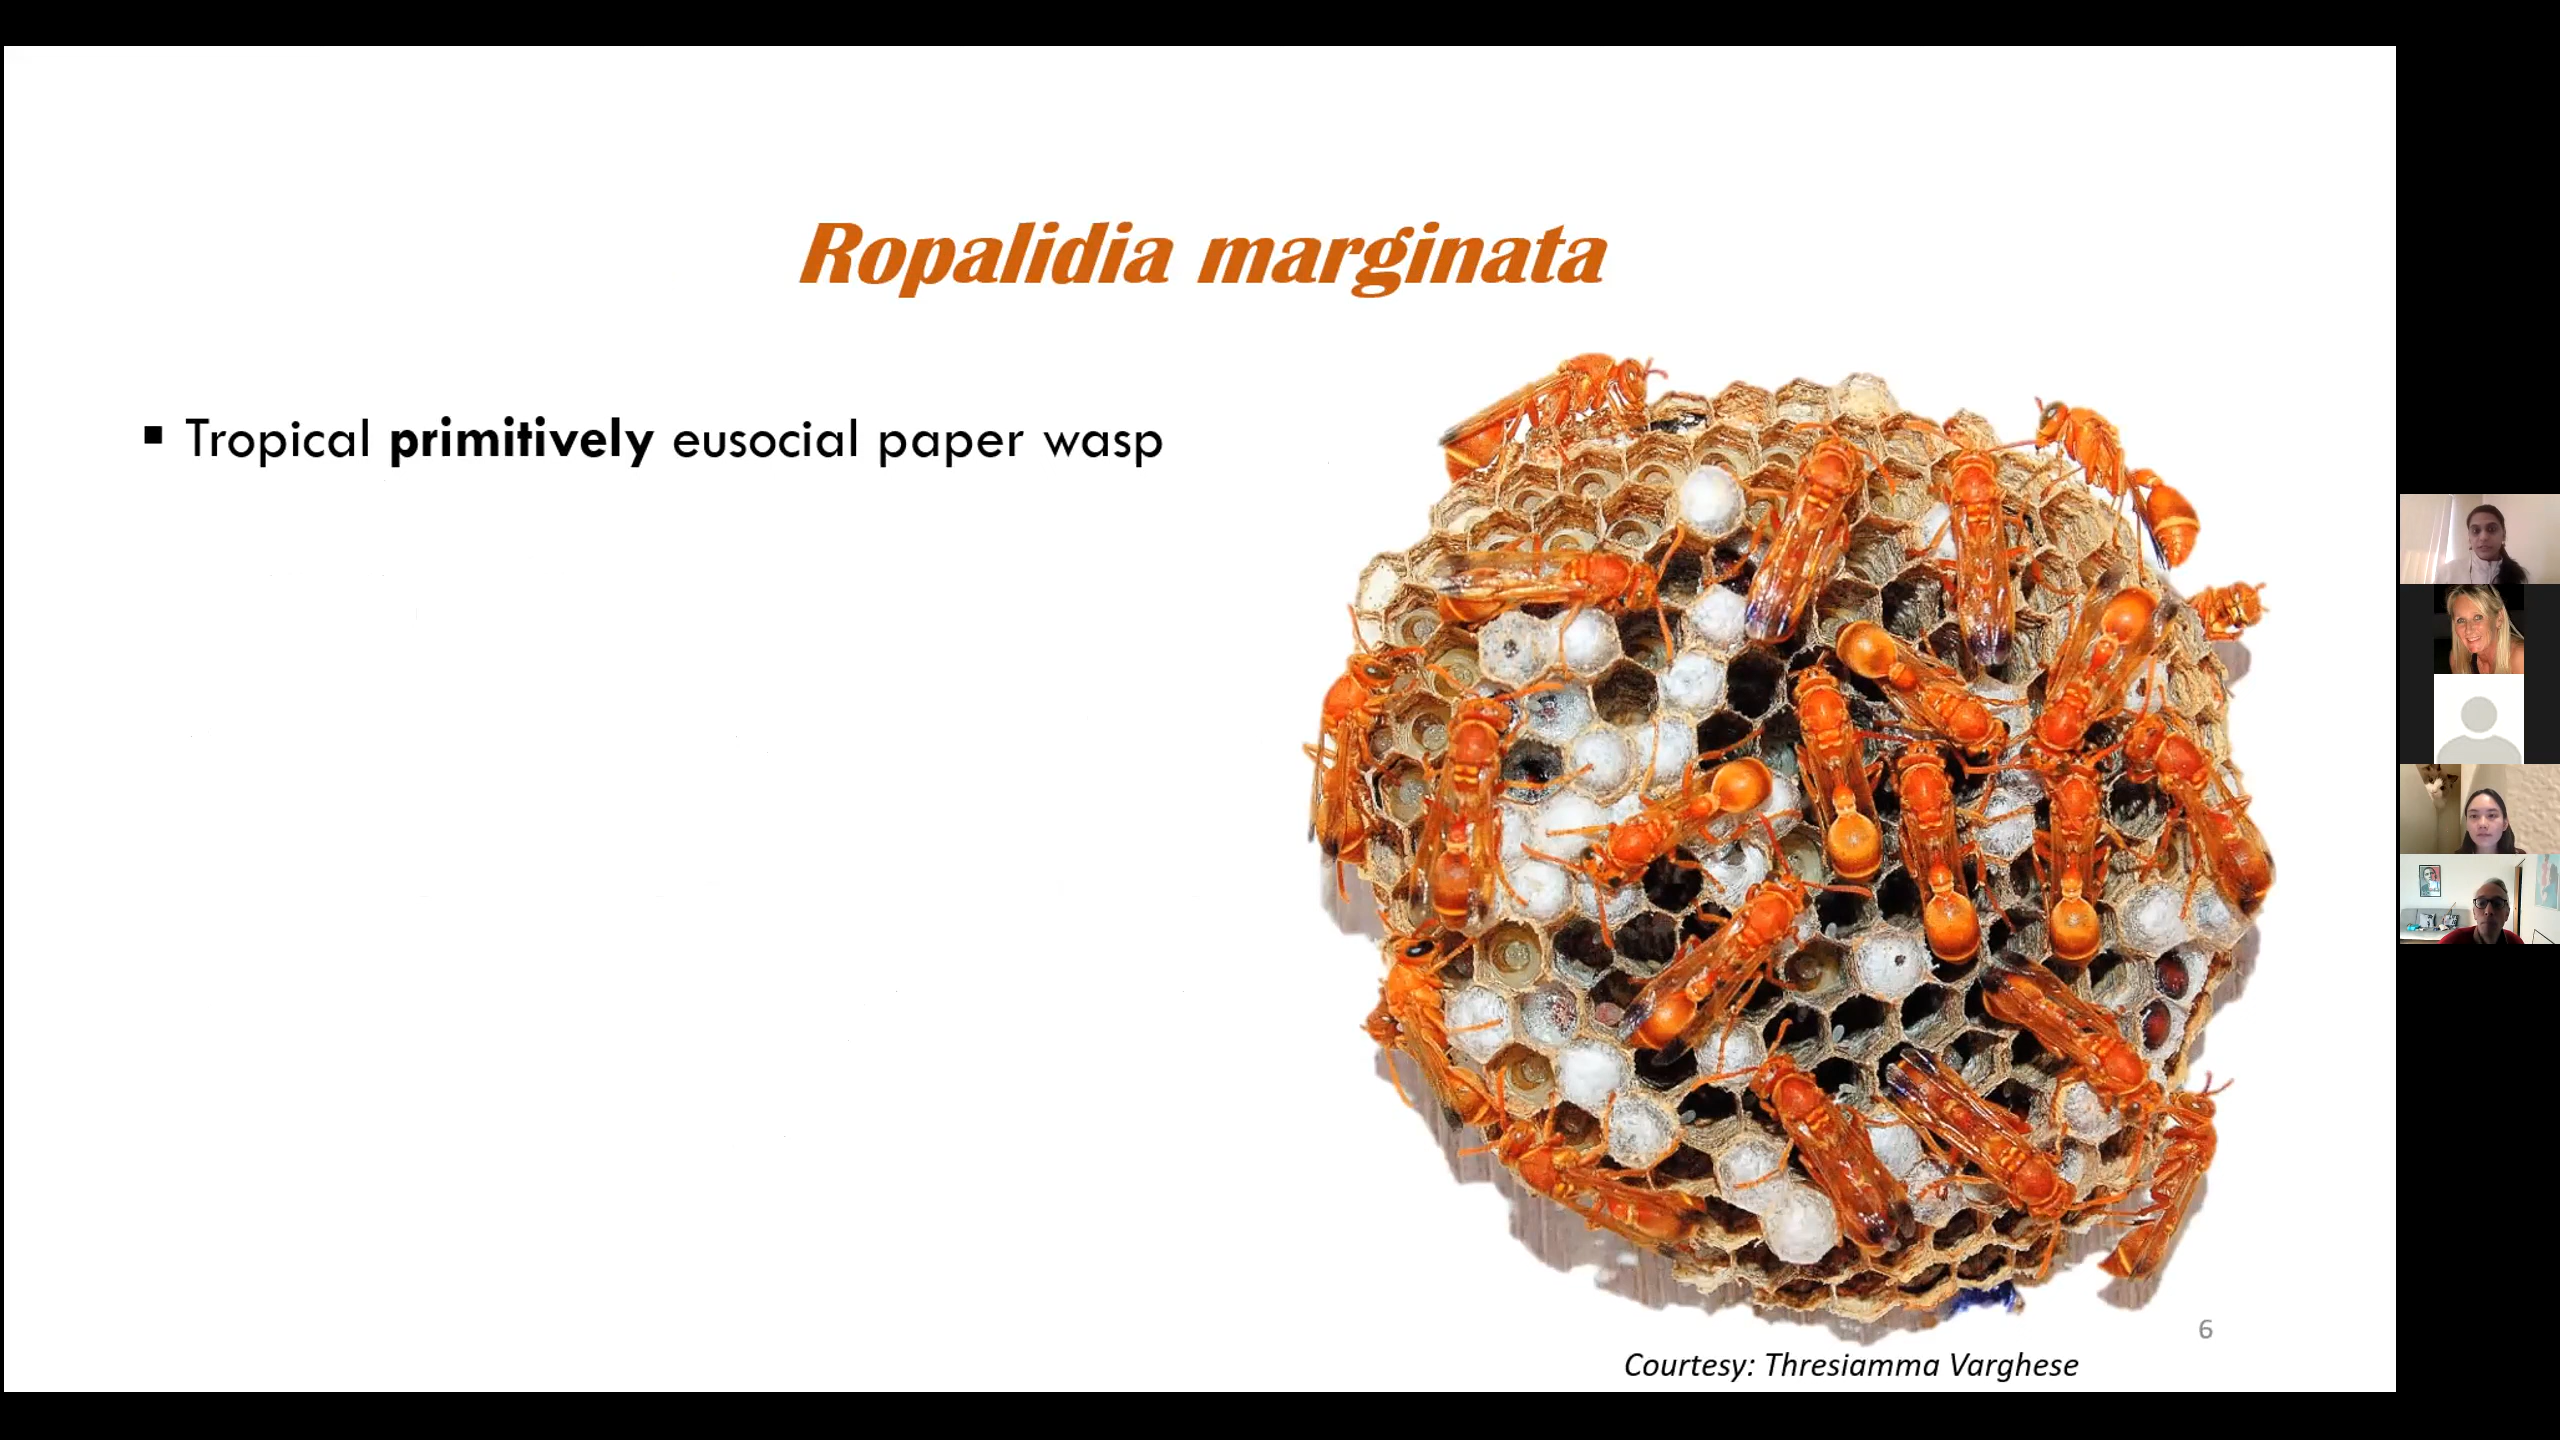 Ropalidia marginata
▪ Tropical primitively eusocial paper wasp
6
Courtesy: Thresiamma Varghese